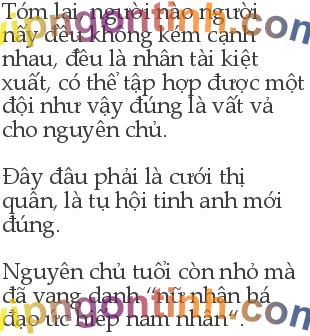 Tóm lại, người nào người
nấy đều không kém cạnh
nhau, đều là nhân tài kiệt
xuất, có thể tập hợp được một
đội như vậy đúng là vất vả
cho nguyên chủ.
Đây đâu phải là cưới thị
quân, là tụ hội tinh anh mới
đúng.
Nguyên chủ tuổi còn nhỏ mà
đã vang danh “nữ nhân bá
đạo ức hiếp nam nhân“.